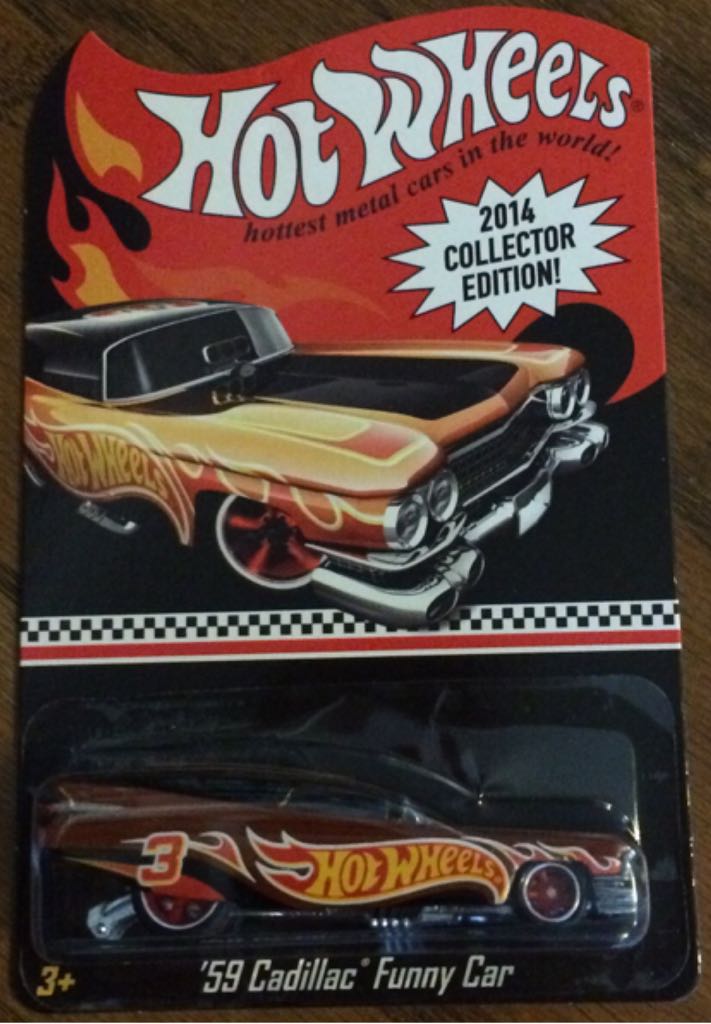 Hot Wheels®
hottest metal cars in the world!
2014
COLLECTOR
EDITION!
Hot Wheels
3
Hot Wheels
3+
'59 Cadillac® Funny Car